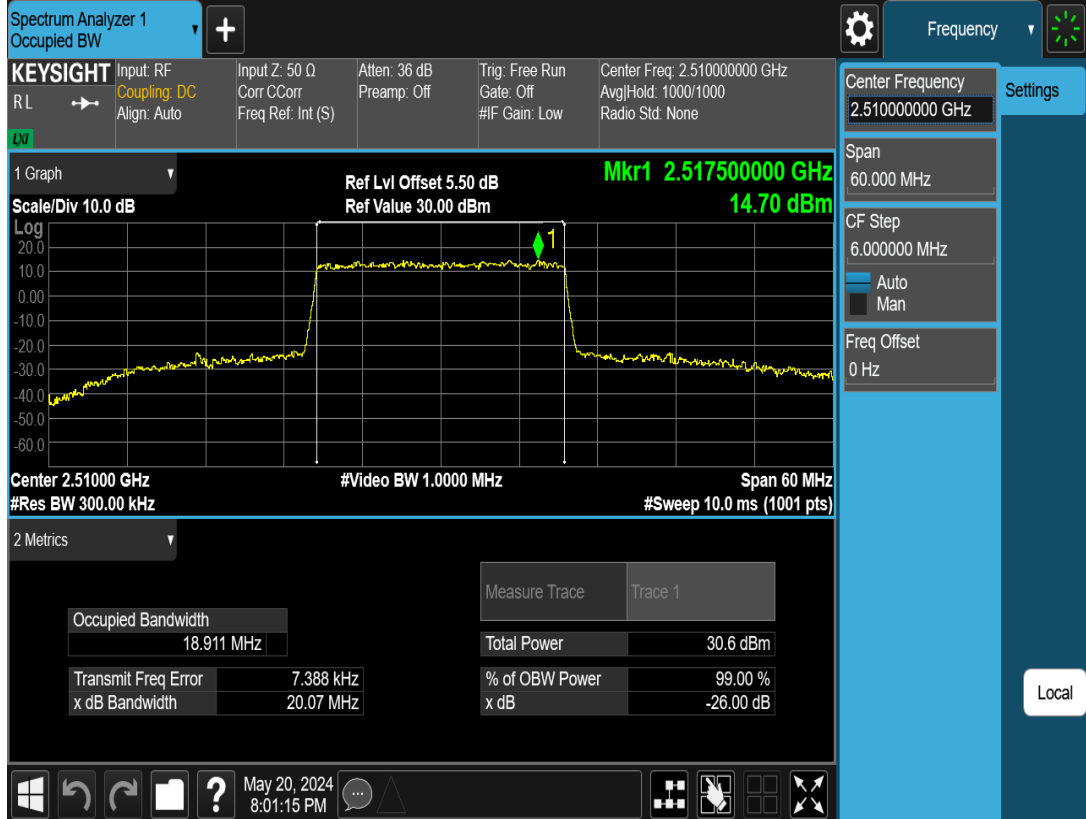 Spectrum Analyzer 1
Occupied BW
+
Frequency
KEYSIGHT
R L
LXI
Input: RF
Coupling: DC
Align: Auto
Input Z: 50 Ω
Corr CCorr
Freq Ref: Int (S)
Atten: 36 dB
Preamp: Off
Trig: Free Run
Gate: Off
#IF Gain: Low
Center Freq: 2.510000000 GHz
Avg|Hold: 1000/1000
Radio Std: None
Center Frequency
2.510000000 GHz
Settings
Span
60.000 MHz
CF Step
6.000000 MHz
Auto
Man
Freq Offset
0 Hz
Local
1 Graph
Scale/Div 10.0 dB
Ref Lvl Offset 5.50 dB
Ref Value 30.00 dBm
Mkr1 2.517500000 GHz
14.70 dBm
Log
1
20.0
10.0
0.00
-10.0
-20.0
-30.0
-40.0
-50.0
-60.0
Center 2.51000 GHz
#Video BW 1.0000 MHz
Span 60 MHz
#Res BW 300.00 kHz
#Sweep 10.0 ms (1001 pts)
2 Metrics
Measure Trace
Trace 1
Occupied Bandwidth
18.911 MHz
Total Power
30.6 dBm
Transmit Freq Error
7.388 kHz
% of OBW Power
99.00 %
x dB Bandwidth
20.07 MHz
x dB
-26.00 dB
?
May 20, 2024
8:01:15 PM